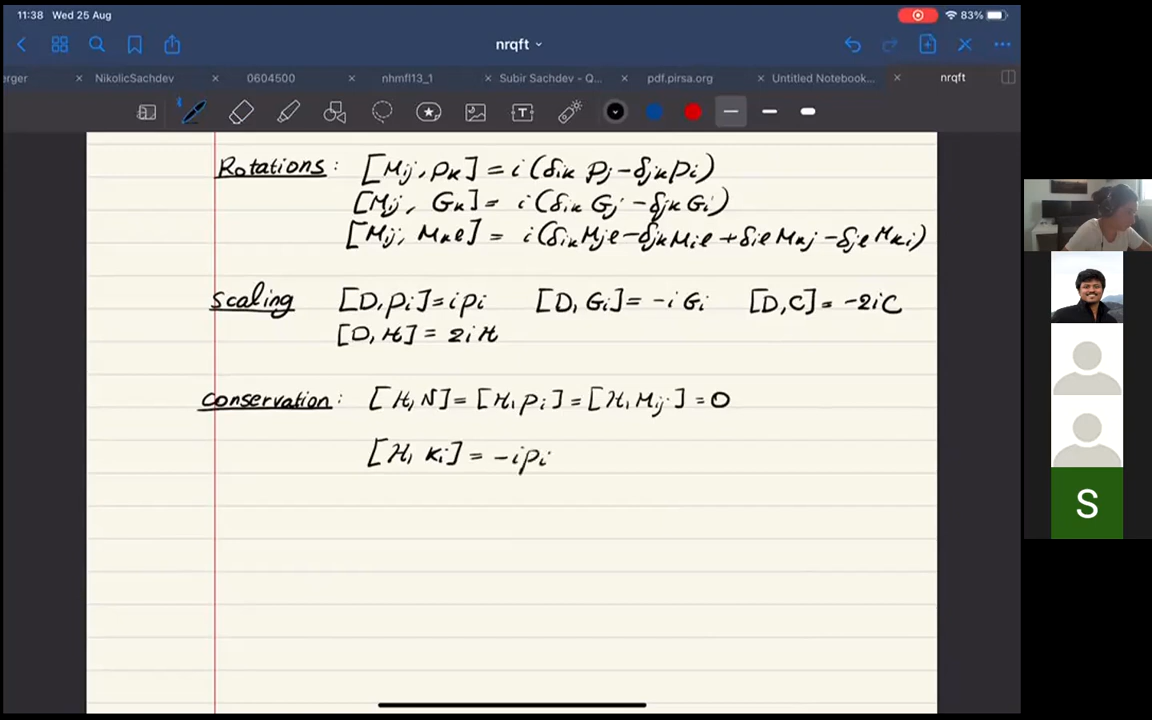 11:38 Wed 25 Aug
83%
nrqft
erger
NikolicSachdev
0604500
nhmfl13_1
Subir Sachdev - Q...
pdf.pirsa.org
Untitled Notebook...
nrqft
Rotations: [Mij, Pk] = i(δik Pj - δjk Pi)
[Mij, Gk] = i(δik Gj - δjk Gi)
[Mij, Mkl] = i(δik Mjl - δjk Mil + δil Mkj - δjl Mki)
scaling [D, Pi] = iPi [D, Gi] = -iGi [D, C] = -2iC
[D, H] = 2iH
conservation: [H, N] = [H, Pi] = [H, Mij] = 0
[H, Ki] = -iPi
S